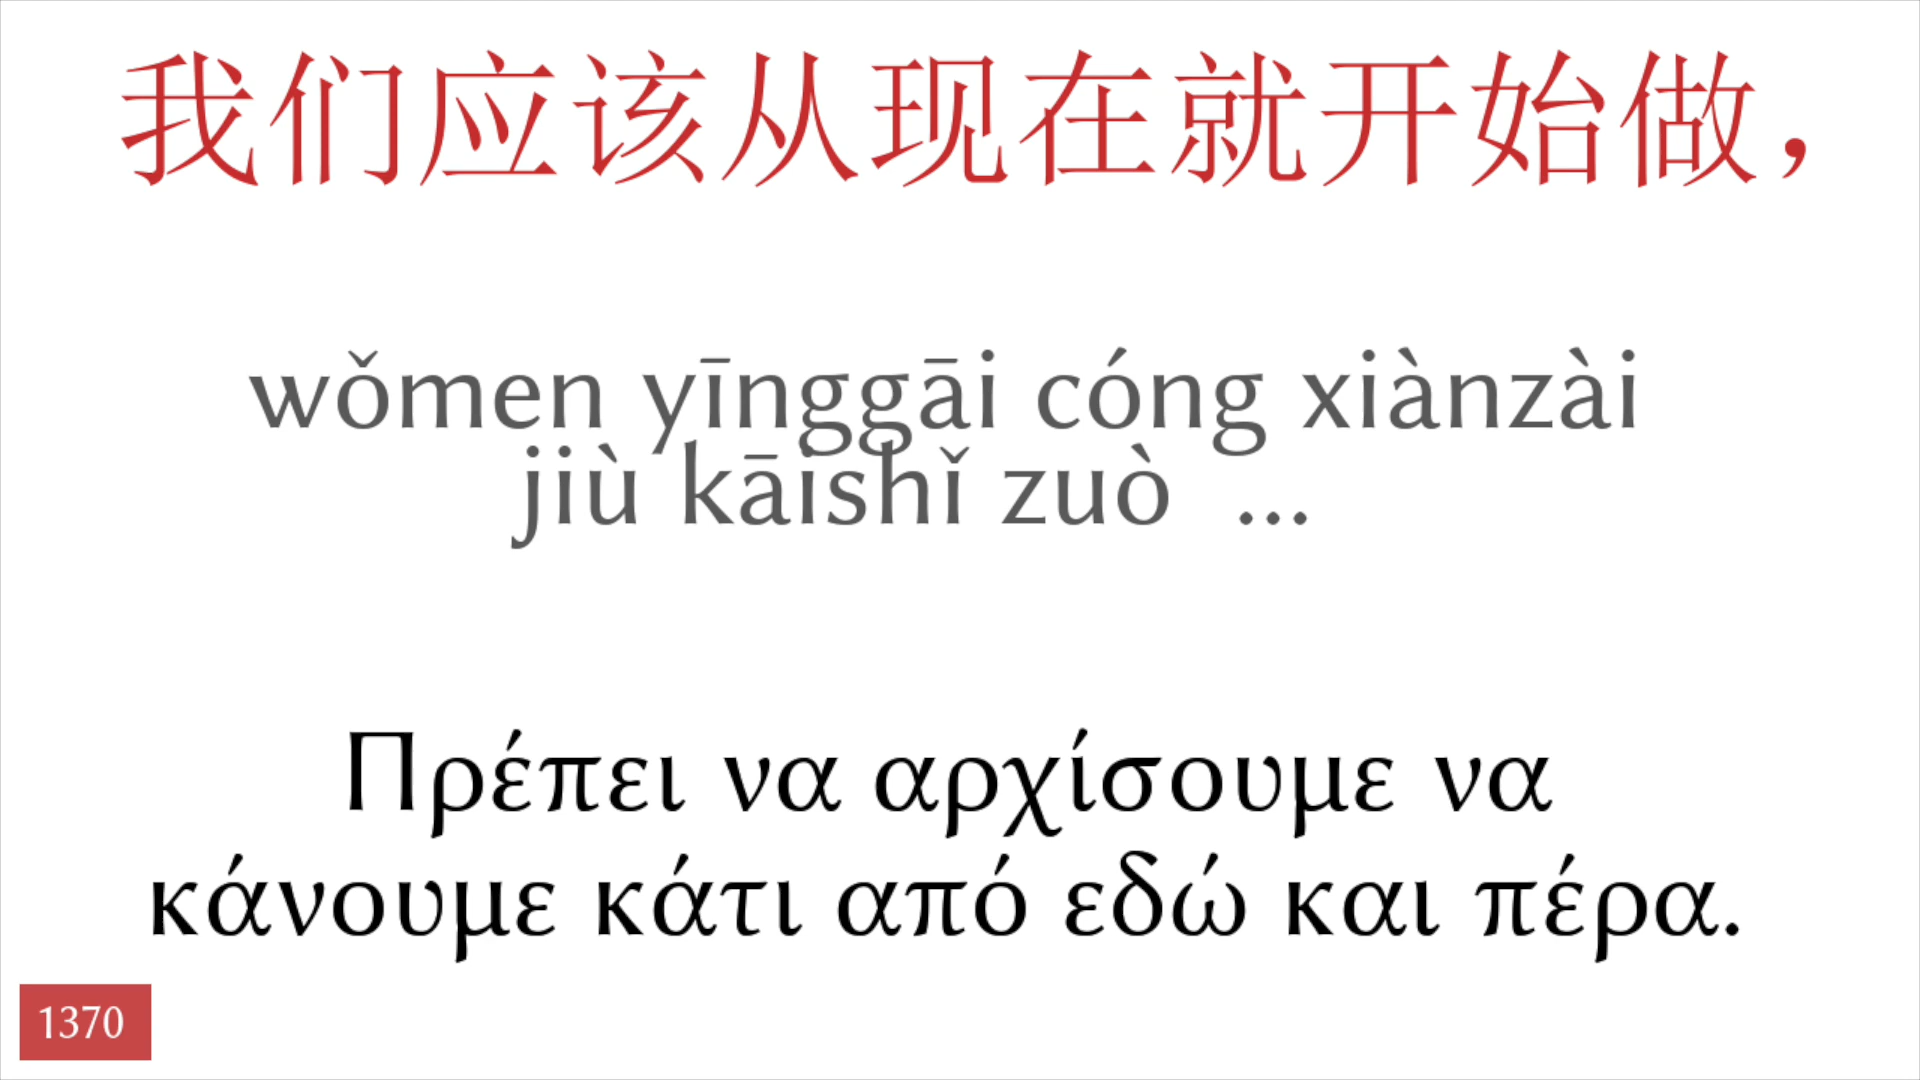 我们应该从现在就开始做，
wǒmen yīnggāi cóng xiànzài
jiù kāishǐ zuò ...
Πρέπει να αρχίσουμε να
κάνουμε κάτι από εδώ και πέρα.
1370